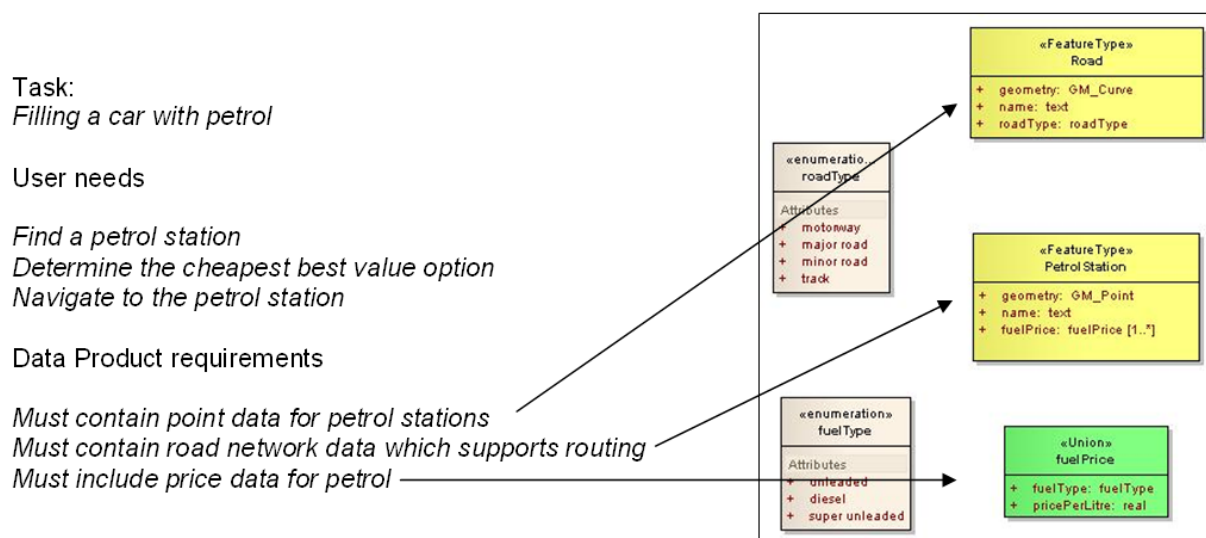 Task:
Filling a car with petrol
User needs
Find a petrol station
Determine the cheapest best value option
Navigate to the petrol station
Data Product requirements
Must contain point data for petrol stations
Must contain road network data which supports routing
Must include price data for petrol
«FeatureType»
Road
+ geometry: GM_Curve
+ name: text
+ roadType: roadType
«enumeratio...
roadType
Attributes
+ motorway
+ major road
+ minor road
+ track
«FeatureType»
PetrolStation
+ geometry: GM_Point
+ name: text
+ fuelPrice: fuelPrice [1..*]
«enumeration»
fuelType
Attributes
+ unleaded
+ diesel
+ super unleaded
«Union»
fuelPrice
+ fuelType: fuelType
+ pricePerLitre: real